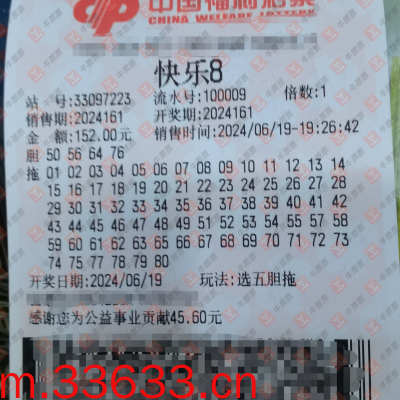 中国福利彩票
CHINA WELFARE LOTTERY
快乐8
站 号:33097223 流水号:100009 倍数:1
销售期:2024161 开奖期:2024161
金 额:152.00元 销售时间:2024/06/19-19:26:42
胆 50 56 64 76
拖 01 02 03 04 05 06 07 08 09 10 11 12 13 14
15 16 17 18 19 20 21 22 23 24 25 26 27 28
29 30 31 32 33 34 35 36 37 38 39 40 41 42
43 44 45 46 47 48 49 51 52 53 54 55 57 58
59 60 61 62 63 65 66 67 68 69 70 71 72 73
74 75 77 78 79 80
开奖日期:2024/06/19 玩法:选五胆拖
感谢您为公益事业贡献45.60元
m.33633.cn